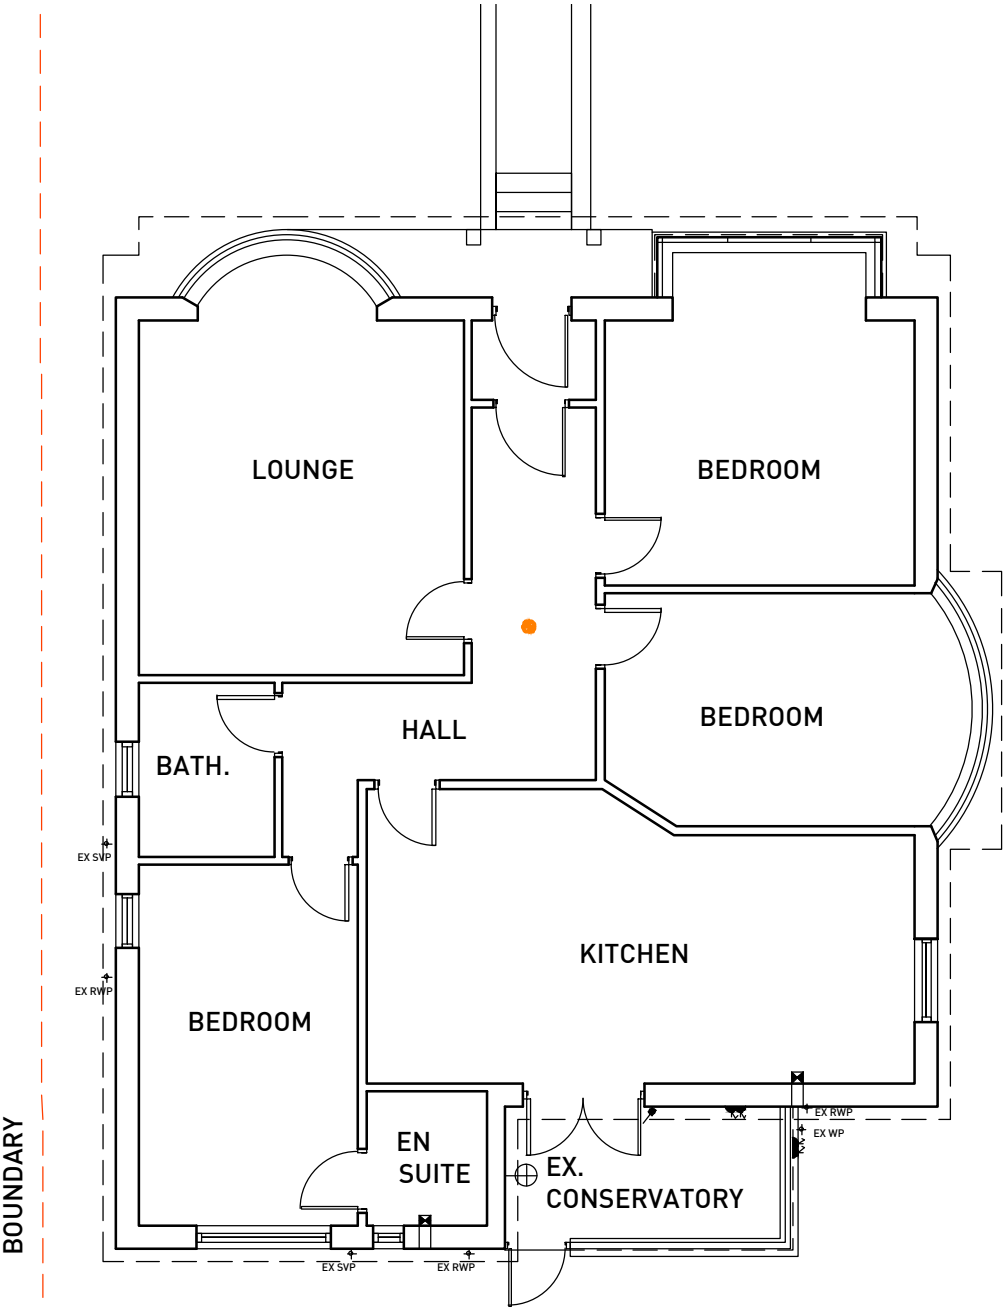 LOUNGE
BEDROOM
BEDROOM
HALL
BATH.
EX SVP
KITCHEN
EX RWP
BEDROOM
EX RWP
EX WP
EN
SUITE
EX.
CONSERVATORY
EX SVP
EX RWP
BOUNDARY